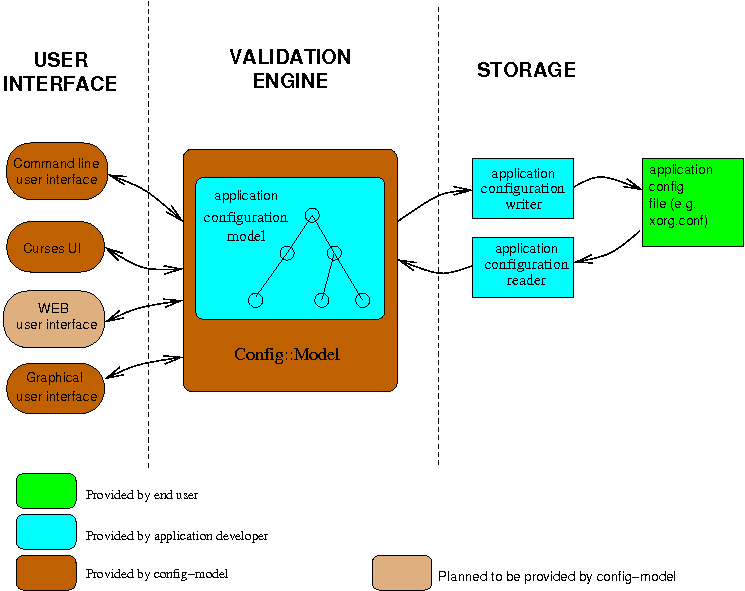 USER
INTERFACE
VALIDATION
ENGINE
STORAGE
Command line
user interface
Curses UI
WEB
user interface
Graphical
user interface
application
configuration
model
Config::Model
application
configuration
writer
application
configuration
reader
application
config
file (e.g.
xorg.conf)
Provided by end user
Provided by application developer
Provided by config-model
Planned to be provided by config-model